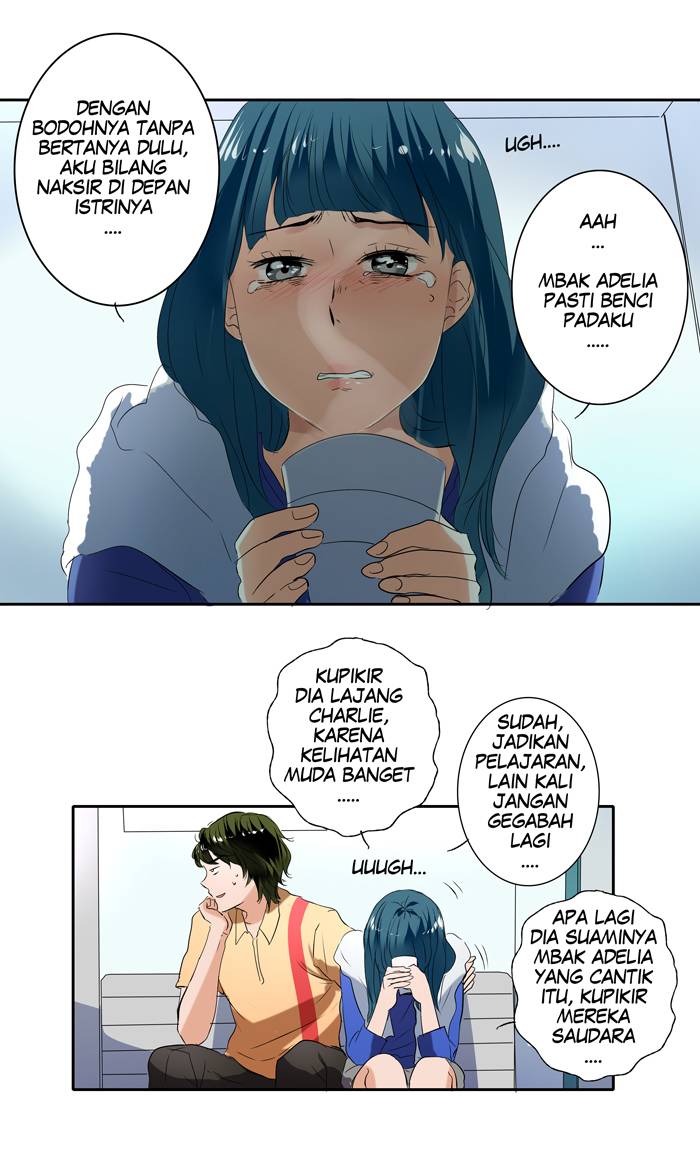 DENGAN
BODOHNYA TANPA
BERTANYA DULU,
AKU BILANG
NAKSIR DI DEPAN
ISTRINYA
....
UGH....
AAH
...
MBAK ADELIA
PASTI BENCI
PADAKU
.....
KUPIKIR
DIA LAJANG
CHARLIE,
KARENA
KELIHATAN
MUDA BANGET
.....
SUDAH,
JADIKAN
PELAJARAN,
LAIN KALI
JANGAN
GEGABAH
LAGI
....
UUUGH...
APA LAGI
DIA SUAMINYA
MBAK ADELIA
YANG CANTIK
ITU, KUPIKIR
MEREKA
SAUDARA
....